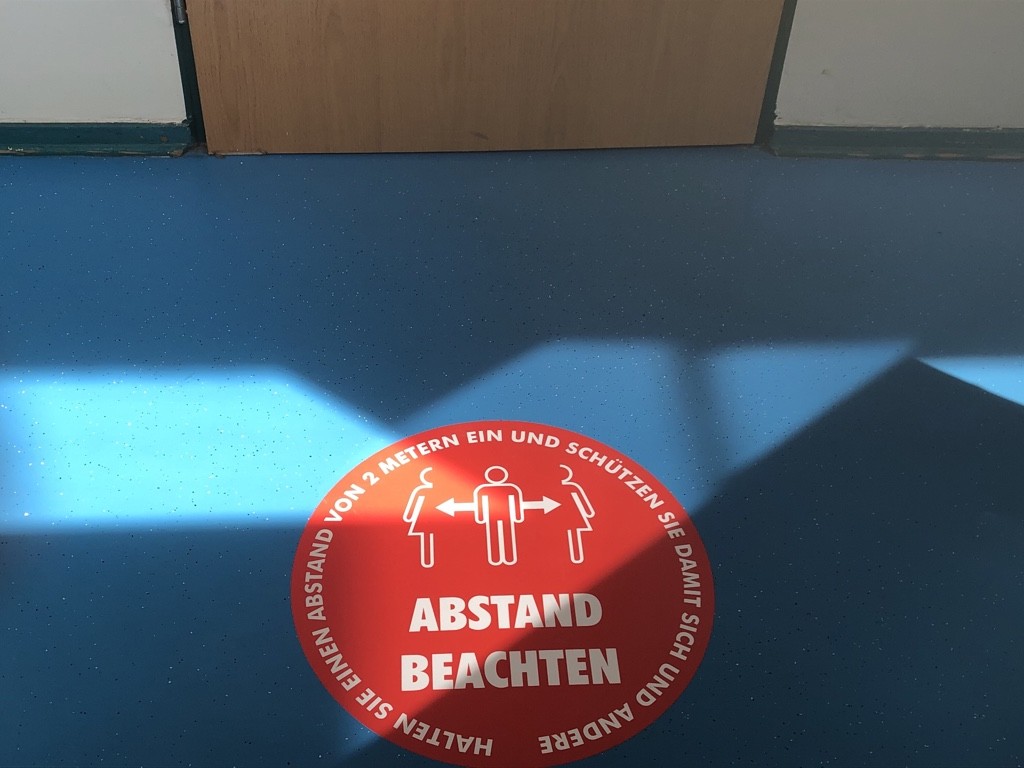 HALTEN SIE EINEN ABSTAND VON 2 METERN EIN UND SCHÜTZEN SIE DAMIT SICH UND ANDERE
ABSTAND
BEACHTEN